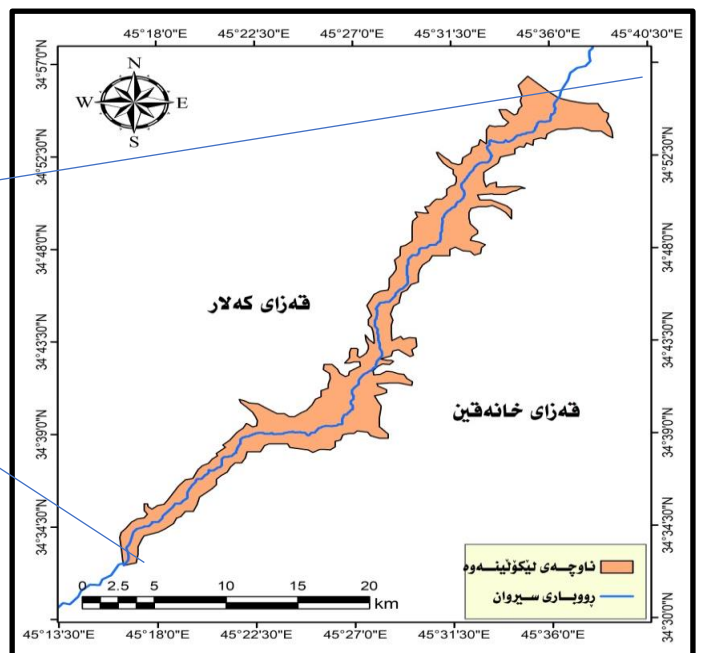 45°18'0"E 45°22'30"E 45°27'0"E 45°31'30"E 45°36'0"E 45°40'30"E
34°57'0"N
N
W E
S
34°52'30"N 34°52'30"N
34°48'0"N 34°48'0"N
قەزای کەلار
34°43'30"N 34°43'30"N
قەزای خانەقین
34°39'0"N 34°39'0"N
34°34'30"N 34°34'30"N
ناوچەی لێکۆڵینەوە
ڕووباری سیروان
0 2.5 5 10 15 20
km
34°30'0"N
45°13'30"E 45°18'0"E 45°22'30"E 45°27'0"E 45°31'30"E 45°36'0"E